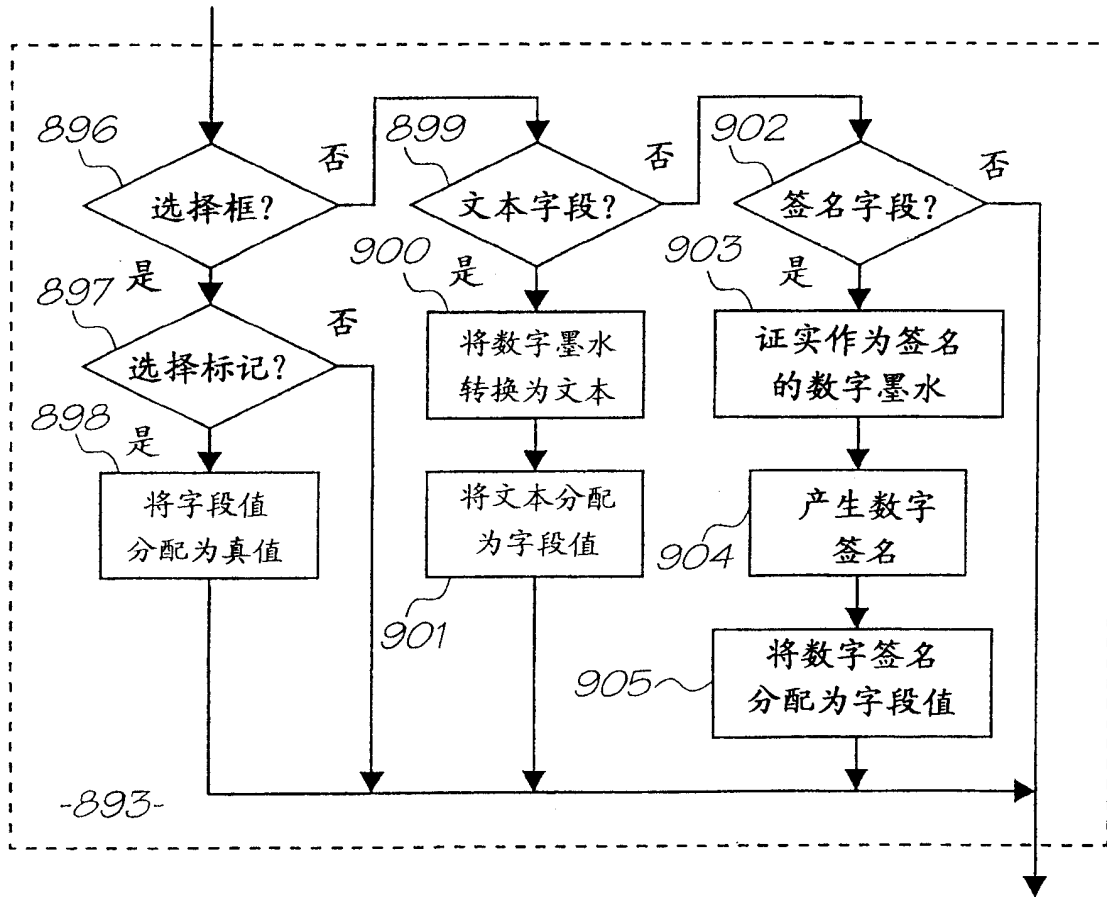 896
否
899
否
902
否
选择框?
文本字段?
签名字段?
是
900
是
903
是
897
否
选择标记?
将数字墨水
转换为文本
证实作为签名
的数字墨水
898
是
将字段值
分配为真值
将文本分配
为字段值
901
产生数字
签名
904
将数字签名
分配为字段值
905
-893-